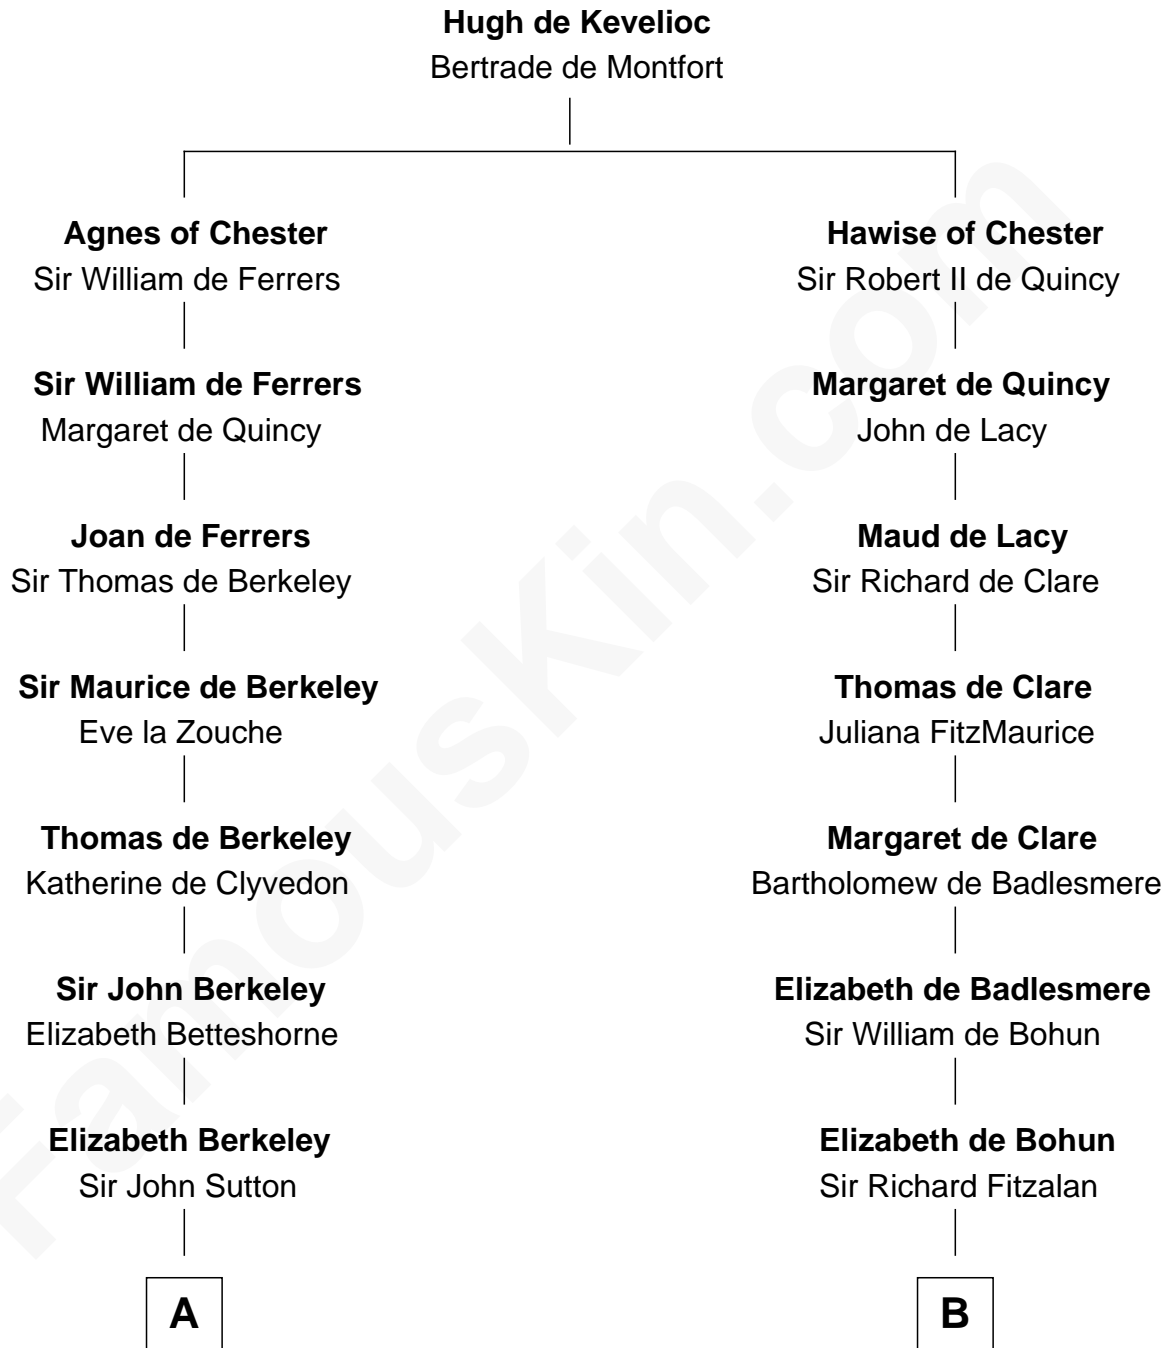 Hugh de Kevelioc
Bertrade de Montfort
Agnes of Chester
Sir William de Ferrers
Hawise of Chester
Sir Robert II de Quincy
Sir William de Ferrers
Margaret de Quincy
Margaret de Quincy
John de Lacy
Joan de Ferrers
Sir Thomas de Berkeley
Maud de Lacy
Sir Richard de Clare
Sir Maurice de Berkeley
Eve la Zouche
Thomas de Clare
Juliana FitzMaurice
Thomas de Berkeley
Katherine de Clyvedon
Margaret de Clare
Bartholomew de Badlesmere
Sir John Berkeley
Elizabeth Betteshorne
Elizabeth de Badlesmere
Sir William de Bohun
Elizabeth Berkeley
Sir John Sutton
Elizabeth de Bohun
Sir Richard Fitzalan
A
B
FamousKin.com